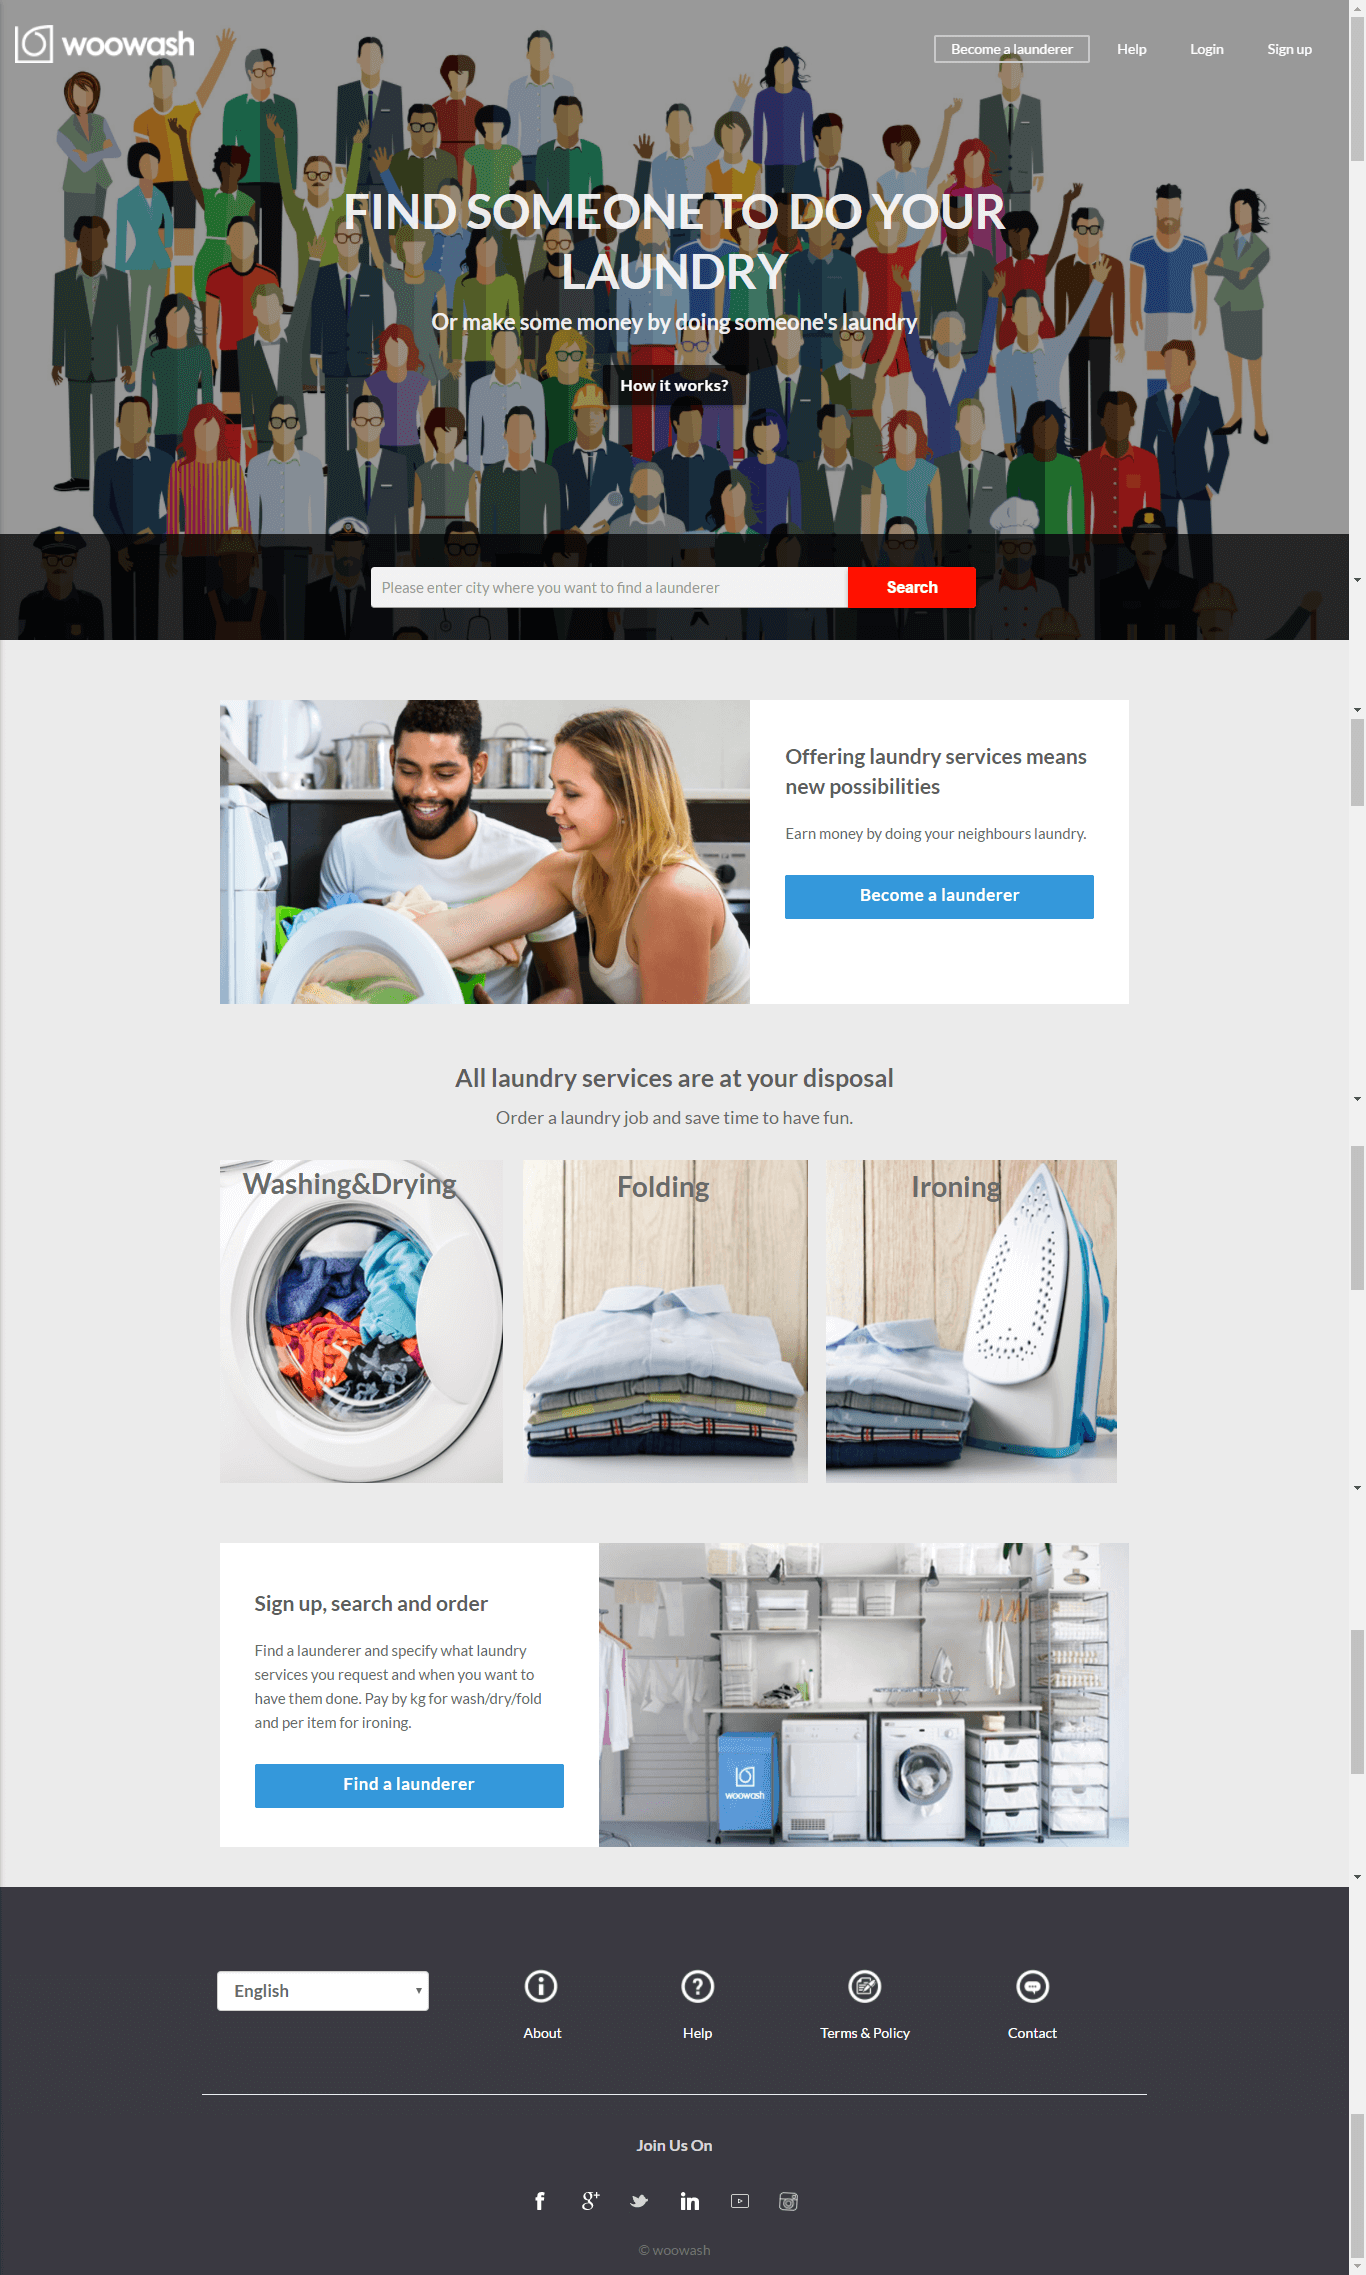 woowash
Become a launderer
Help
Login
Sign up
FIND SOMEONE TO DO YOUR
LAUNDRY
Or make some money by doing someone's laundry
How it works?
Please enter city where you want to find a launderer
Search
Offering laundry services means
new possibilities
Earn money by doing your neighbours laundry.
Become a launderer
All laundry services are at your disposal
Order a laundry job and save time to have fun.
Washing&Drying
Folding
Ironing
Sign up, search and order
Find a launderer and specify what laundry
services you request and when you want to
have them done. Pay by kg for wash/dry/fold
and per item for ironing.
Find a launderer
woowash
English
About
Help
Terms & Policy
Contact
Join Us On
© woowash